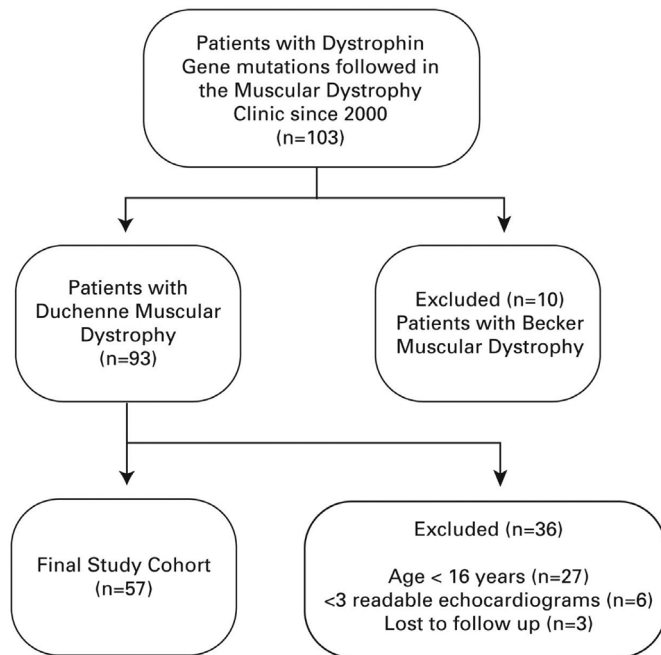 Patients with Dystrophin
Gene mutations followed in
the Muscular Dystrophy
Clinic since 2000
(n=103)
Patients with
Duchenne Muscular
Dystrophy
(n=93)
Excluded (n=10)
Patients with Becker
Muscular Dystrophy
Final Study Cohort
(n=57)
Excluded (n=36)
Age < 16 years (n=27)
<3 readable echocardiograms (n=6)
Lost to follow up (n=3)